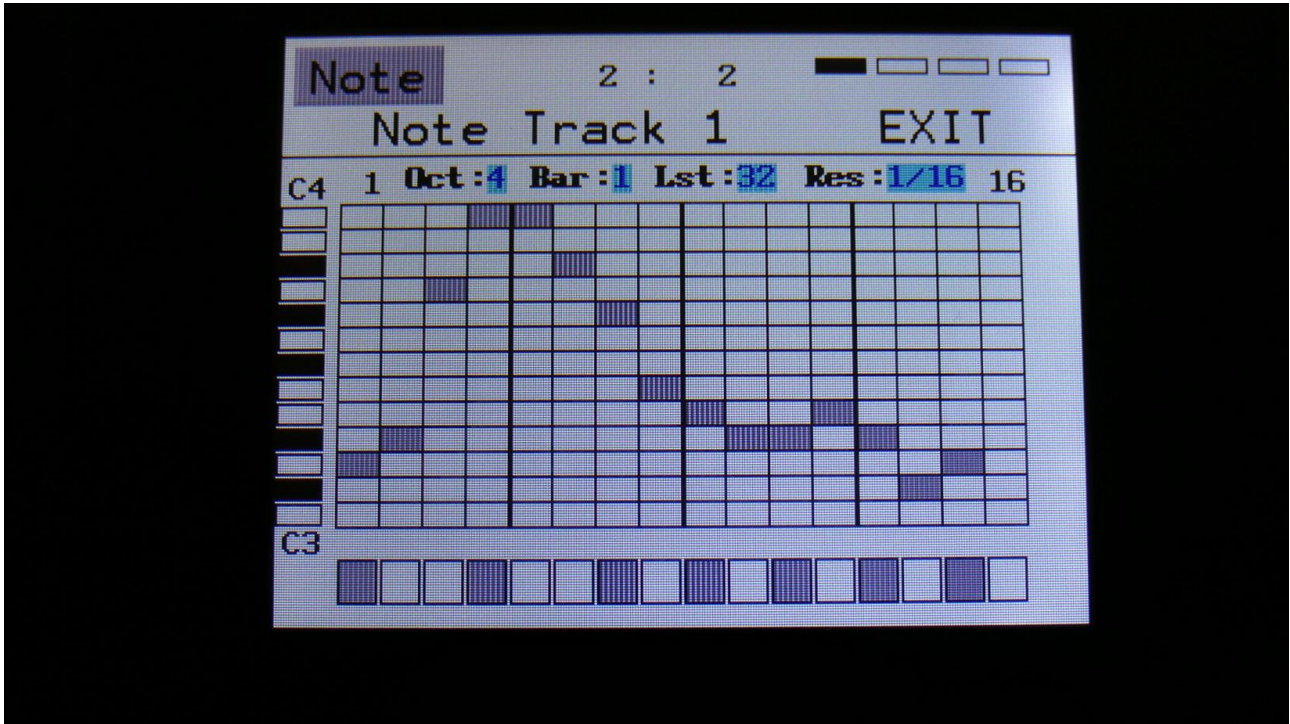 Note 2 : 2
Note Track 1 EXIT
C4 1 Oct:4 Bar:1 Lst:32 Res:1/16 16
C3